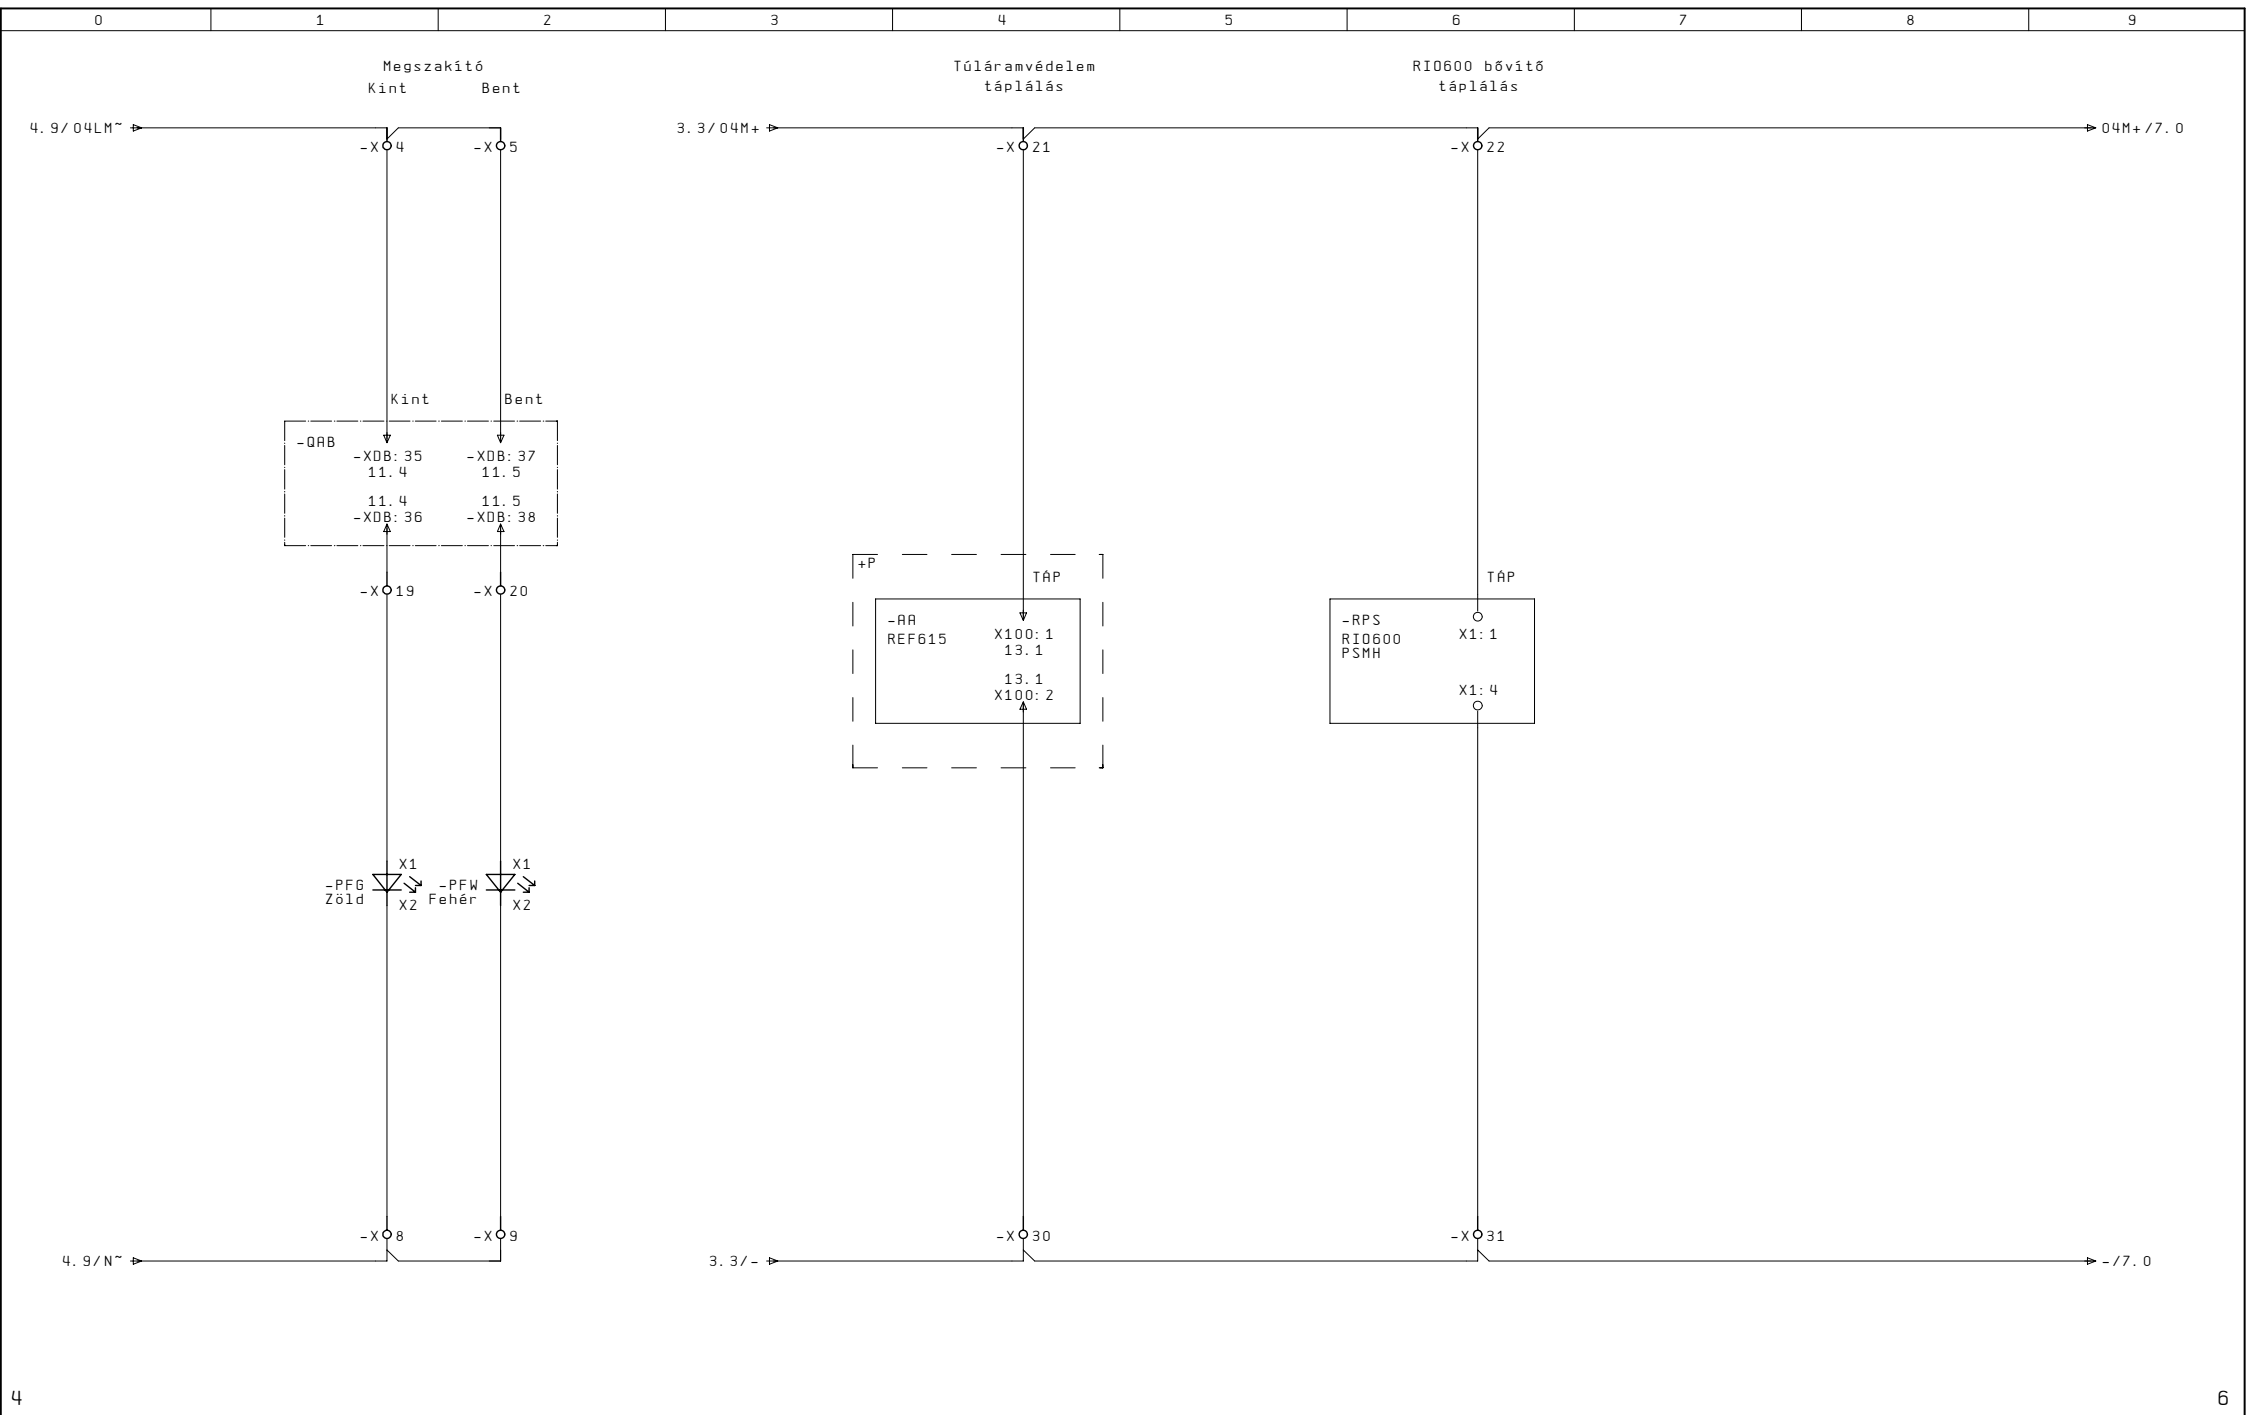 0 1 2 3 4 5 6 7 8 9
Megszakító
Kint Bent
Túláramvédelem
táplálás
RIO600 bővítő
táplálás
4.9/04LM~
3.3/04M+
04M+/7.0
-X 4
-X 5
-X 21
-X 22
Kint
Bent
-QAB
-XDB:35
11.4
11.4
-XDB:36
-XDB:37
11.5
11.5
-XDB:38
-X 19
-X 20
+P
TÁP
-AA
REF615
X100:1
13.1
13.1
X100:2
TÁP
-RPS
RIO600
PSMH
X1:1
X1:4
-PFG
Zöld
X1
X2
-PFW
Fehér
X1
X2
-X 8
-X 9
-X 30
-X 31
4.9/N~
3.3/-
-/7.0
4
6